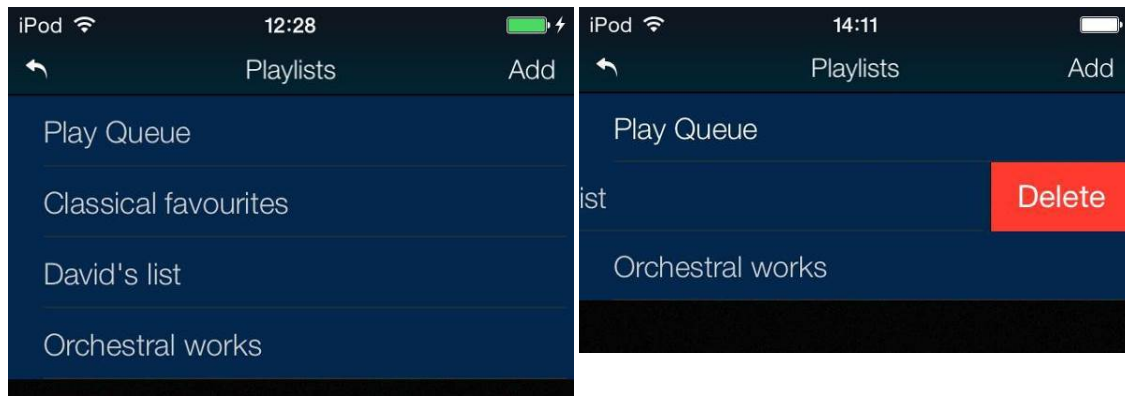 iPod 12:28
Playlists Add
Play Queue
Classical favourites
David's list
Orchestral works
iPod 14:11
Playlists Add
Play Queue
ist Delete
Orchestral works